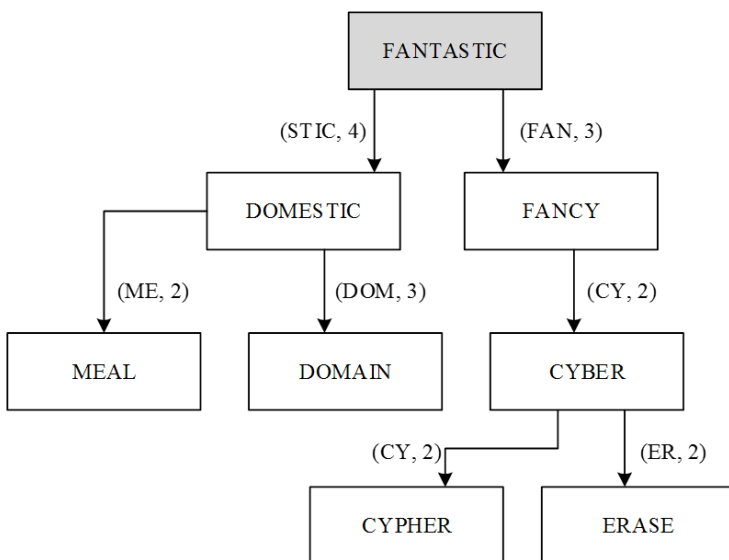 FANTASTIC
(STIC, 4)
(FAN, 3)
DOMESTIC
FANCY
(ME, 2)
(DOM, 3)
(CY, 2)
MEAL
DOMAIN
CYBER
(CY, 2)
(ER, 2)
CYPHER
ERASE